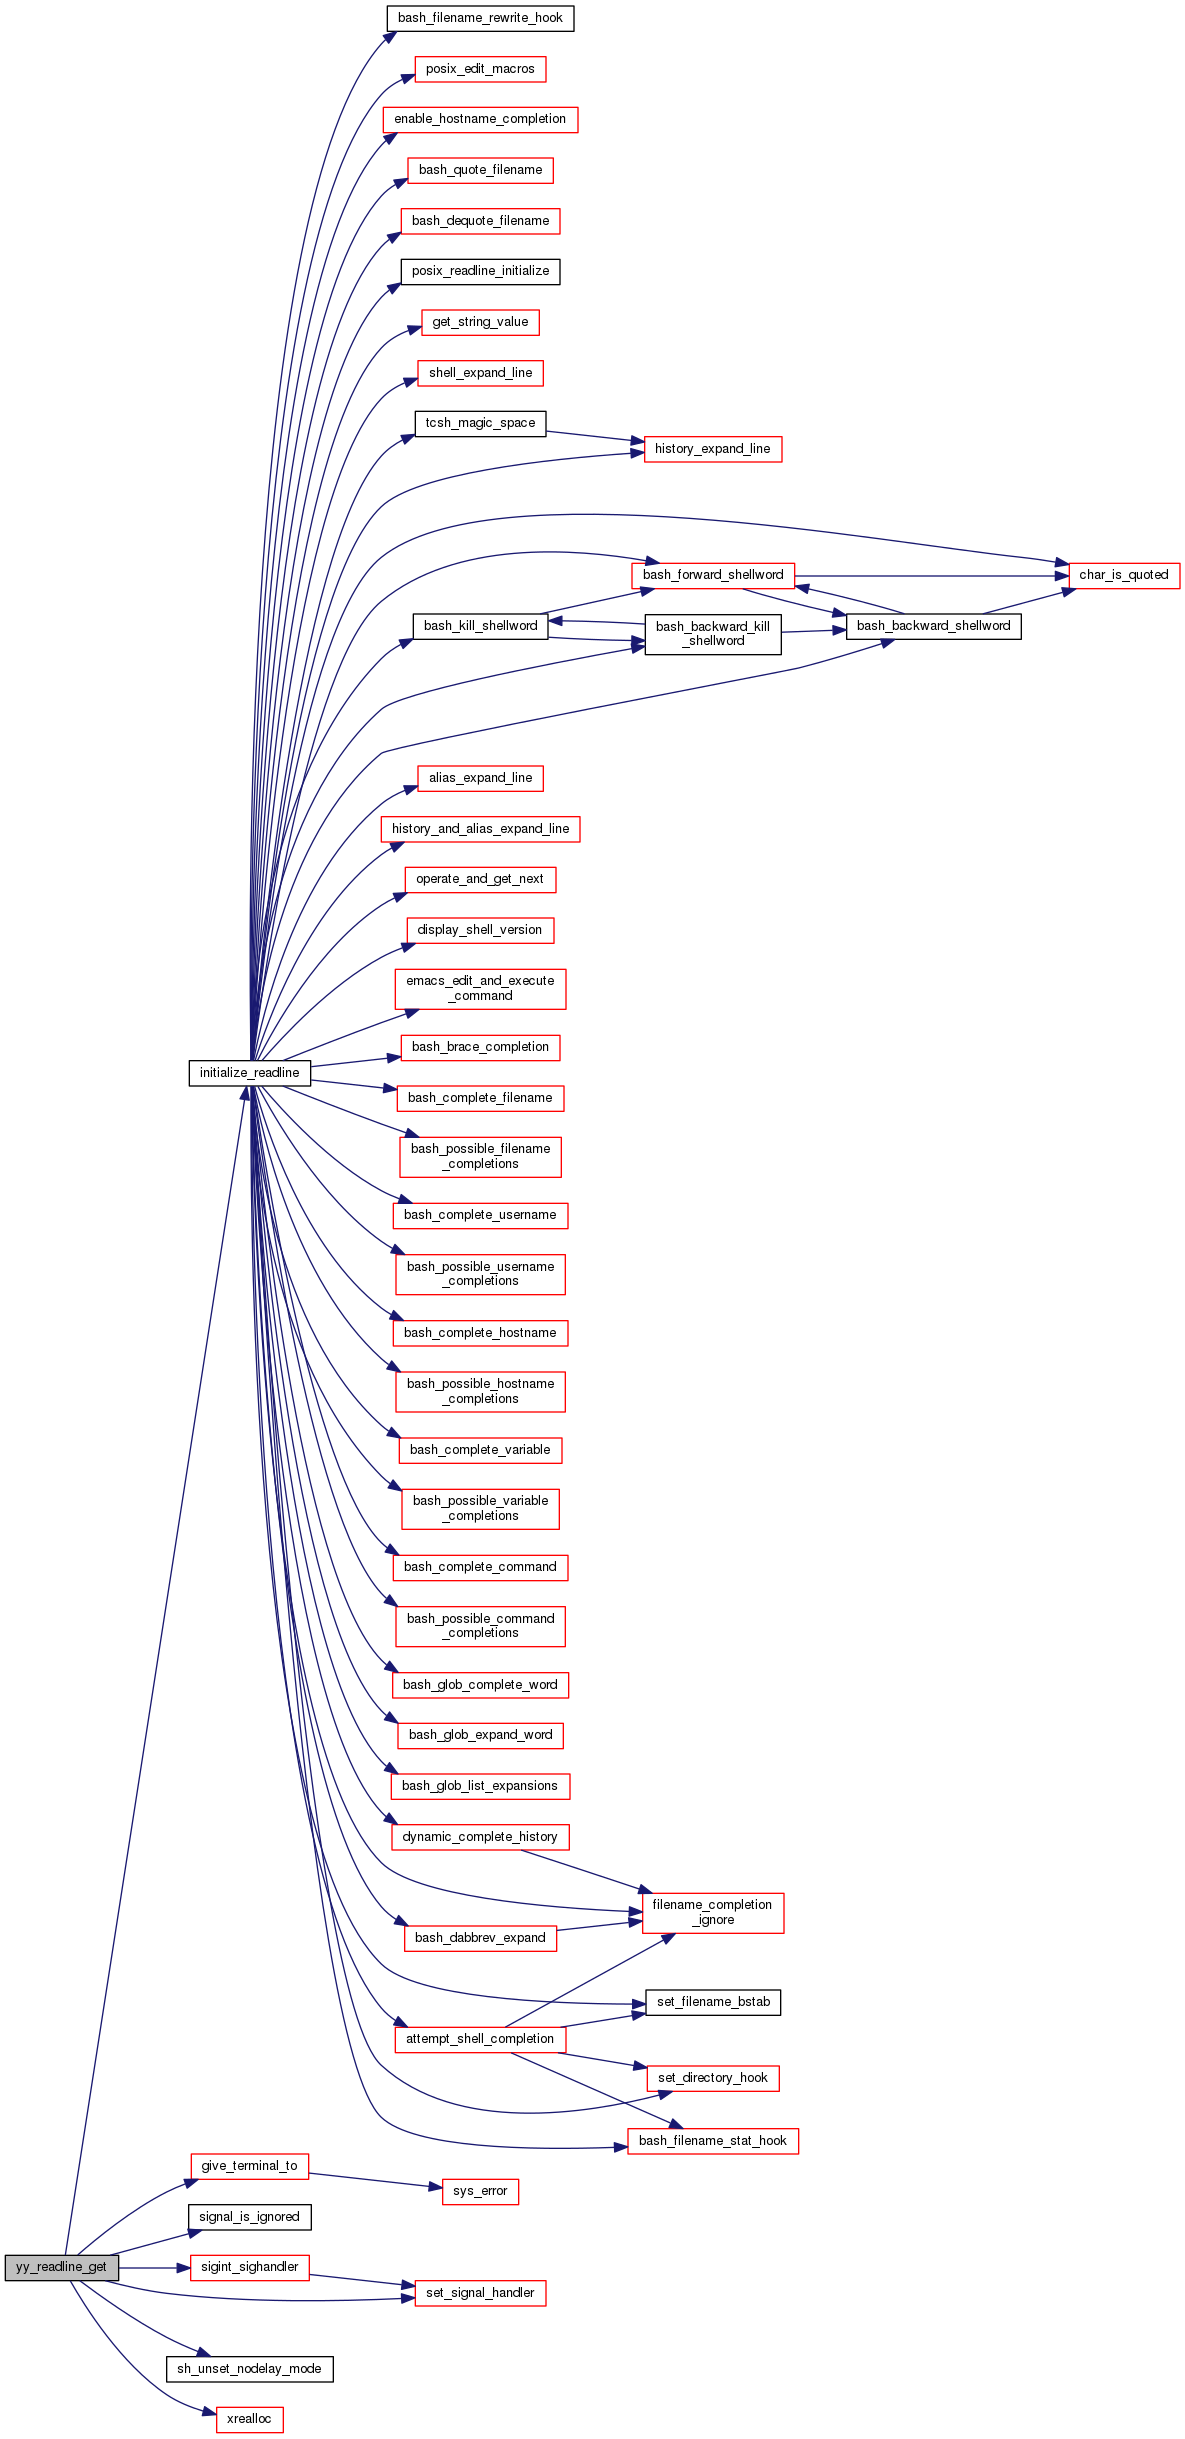 bash_filename_rewrite_hook
posix_edit_macros
enable_hostname_completion
bash_quote_filename
bash_dequote_filename
posix_readline_initialize
get_string_value
shell_expand_line
tcsh_magic_space
history_expand_line
bash_forward_shellword
char_is_quoted
bash_kill_shellword
bash_backward_kill
_shellword
bash_backward_shellword
alias_expand_line
history_and_alias_expand_line
operate_and_get_next
display_shell_version
emacs_edit_and_execute
_command
bash_brace_completion
initialize_readline
bash_complete_filename
bash_possible_filename
_completions
bash_complete_username
bash_possible_username
_completions
bash_complete_hostname
bash_possible_hostname
_completions
bash_complete_variable
bash_possible_variable
_completions
bash_complete_command
bash_possible_command
_completions
bash_glob_complete_word
bash_glob_expand_word
bash_glob_list_expansions
dynamic_complete_history
filename_completion
_ignore
bash_dabbrev_expand
set_filename_bstab
attempt_shell_completion
set_directory_hook
bash_filename_stat_hook
give_terminal_to
sys_error
signal_is_ignored
yy_readline_get
sigint_sighandler
set_signal_handler
sh_unset_nodelay_mode
xrealloc